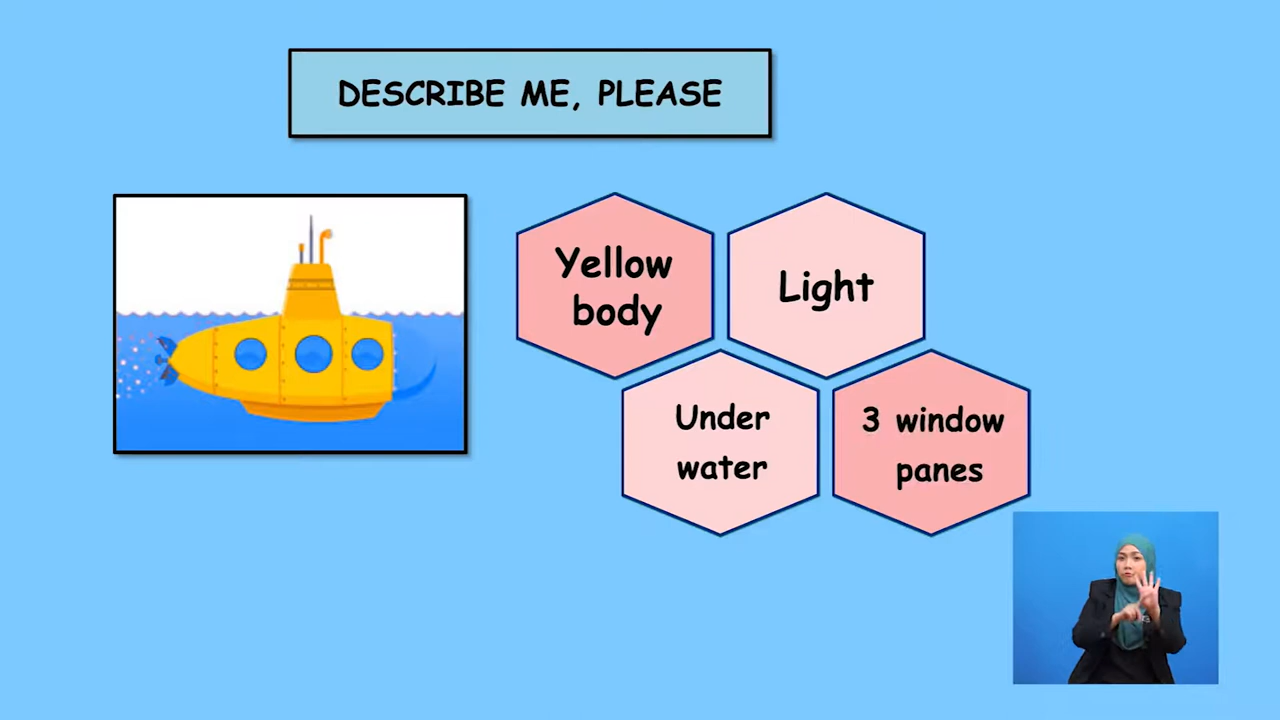 DESCRIBE ME, PLEASE
Yellow
body
Light
Under
water
3 window
panes